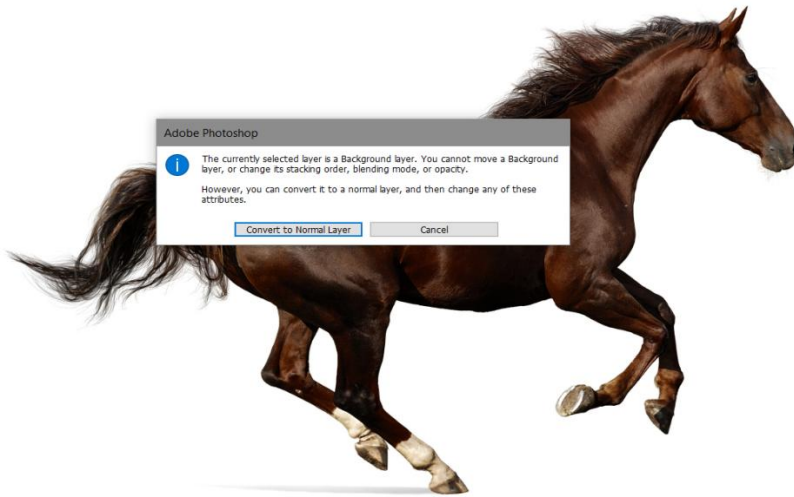 Adobe Photoshop
The currently selected layer is a Background layer. You cannot move a Background
layer, or change its stacking order, blending mode, or opacity.
However, you can convert it to a normal layer, and then change any of these
attributes.
Convert to Normal Layer
Cancel